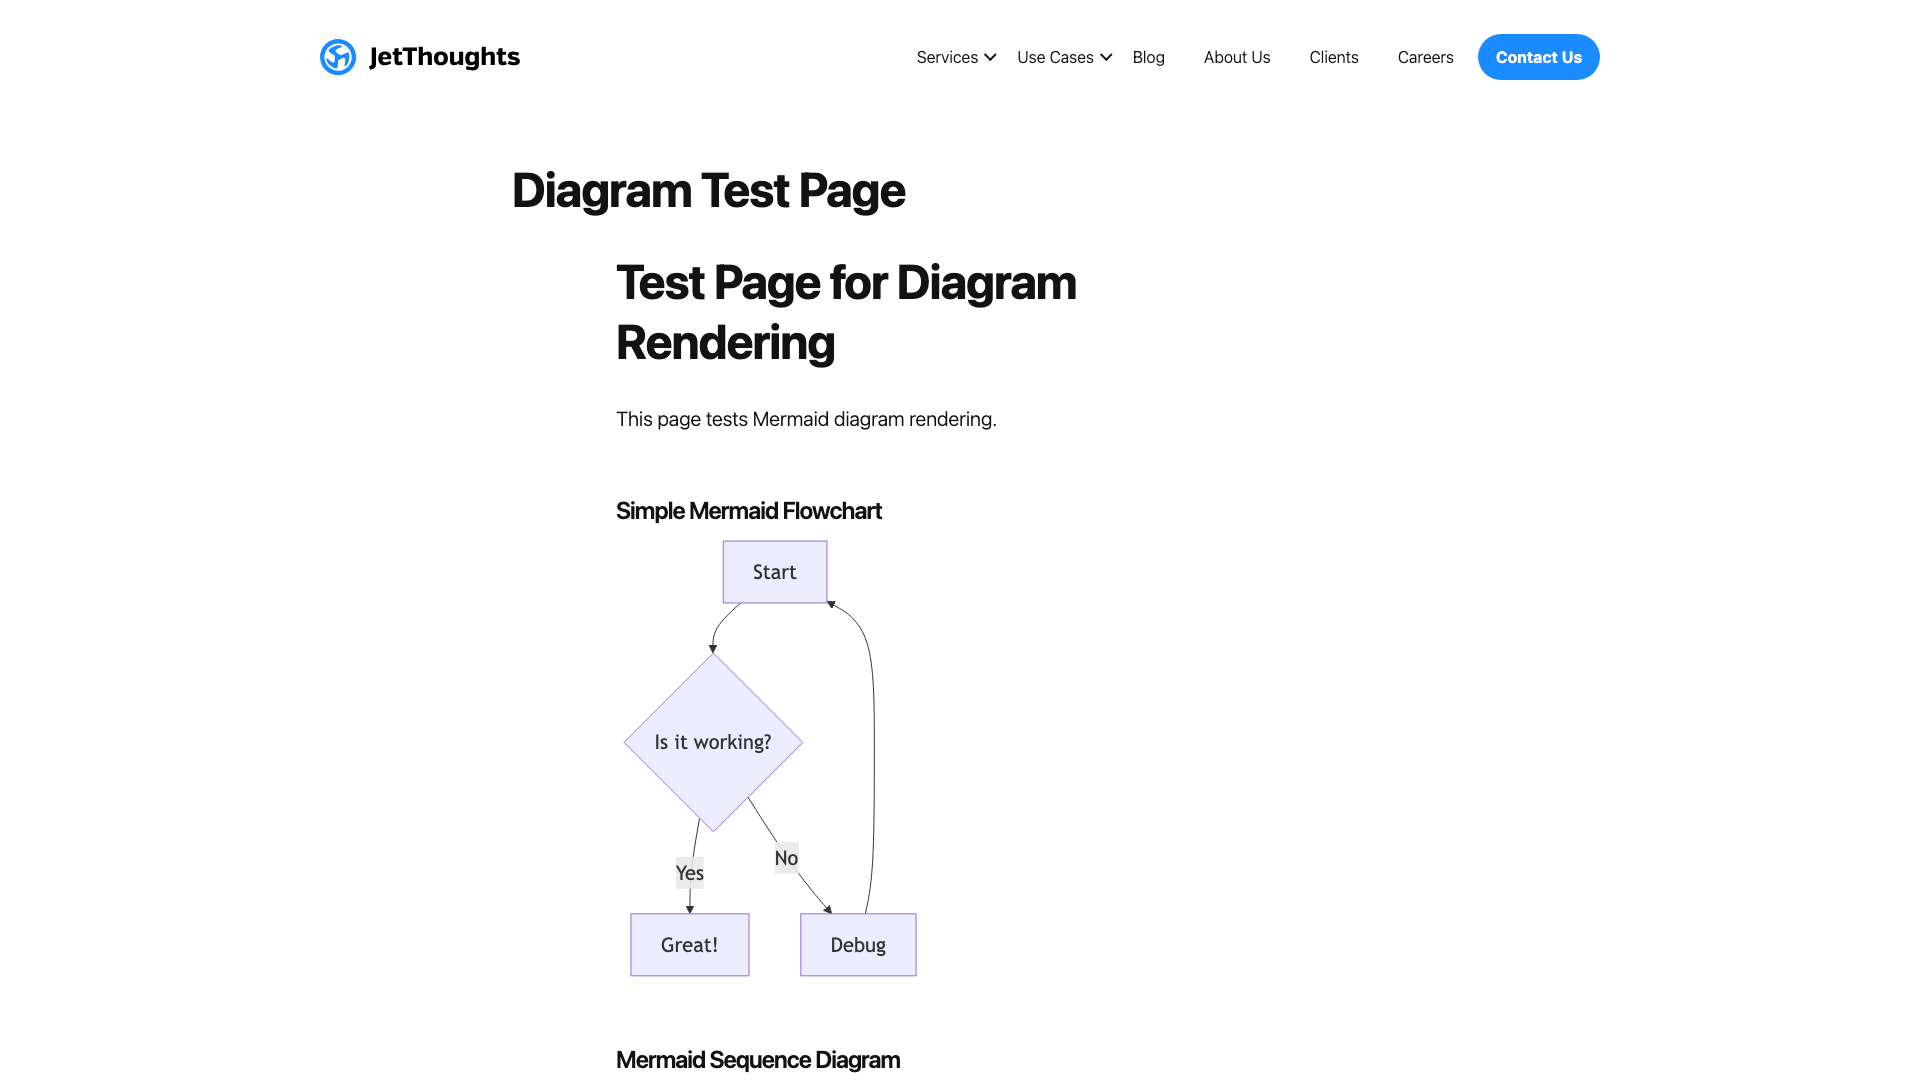 JetThoughts
Services
Use Cases
Blog
About Us
Clients
Careers
Contact Us
Diagram Test Page
Test Page for Diagram
Rendering
This page tests Mermaid diagram rendering.
Simple Mermaid Flowchart
Start
Is it working?
No
Yes
Great!
Debug
Mermaid Sequence Diagram